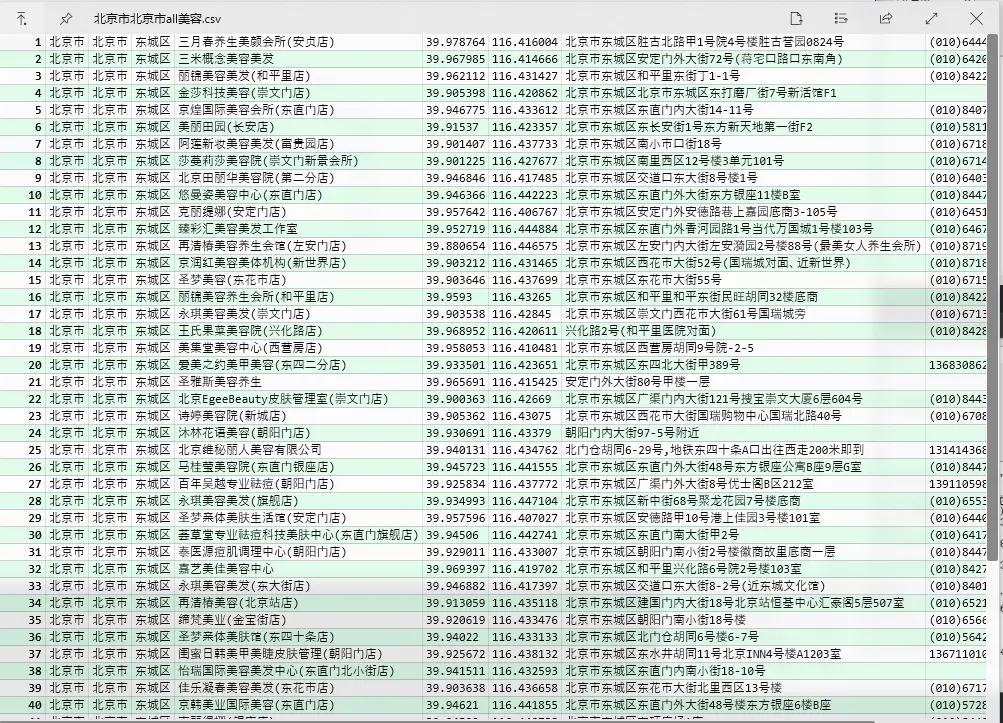 北京市北京市all美容.csv
1 北京市 北京市 东城区 三月春养生美颜会所(安贞店) 39.978764 116.416004 北京市东城区胜古北路甲1号院4号楼胜古誉园0824号 (010)6444
2 北京市 北京市 东城区 三米概念美容美发 39.967985 116.414666 北京市东城区安定门外大街72号(蒋宅口路口东南角) (010)6420
3 北京市 北京市 东城区 丽锦美容美发(和平里店) 39.962112 116.431427 北京市东城区和平里东街丁1-1号 (010)8422
4 北京市 北京市 东城区 金莎科技美容(崇文门店) 39.905398 116.420862 北京市东城区北京市东城区东打磨厂街7号新活馆F1
5 北京市 北京市 东城区 京煌国际美容会所(东直门店) 39.946775 116.433612 北京市东城区东直门内大街14-11号 (010)8407
6 北京市 北京市 东城区 美丽田园(长安店) 39.91537 116.423357 北京市东城区东长安街1号东方新天地第一街F2 (010)5811
7 北京市 北京市 东城区 阿莲新妆美容美发(富贵园店) 39.901407 116.437733 北京市东城区南小市口街18号 (010)6718
8 北京市 北京市 东城区 莎蔓莉莎美容院(崇文门新景会所) 39.901225 116.427677 北京市东城区南里西区12号楼3单元101号 (010)6714
9 北京市 北京市 东城区 北京田丽华美容院(第二分店) 39.946846 116.417485 北京市东城区交道口东大街8号楼1号 (010)6403
10 北京市 北京市 东城区 悠曼姿美容中心(东直门店) 39.946366 116.442223 北京市东城区东直门外大街东方银座11楼B室 (010)8447
11 北京市 北京市 东城区 克丽缇娜(安定门店) 39.957642 116.406767 北京市东城区安定门外安德路巷上嘉园底商3-105号 (010)6451
12 北京市 北京市 东城区 臻彩汇美容美发工作室 39.952719 116.444884 北京市东城区东直门外香河园路1号当代万国城1号楼103号 (010)6467
13 北京市 北京市 东城区 再清椿美容养生会馆(左安门店) 39.880654 116.446575 北京市东城区左安门内大街左安漪园2号楼88号(最美女人养生会所) (010)8719
14 北京市 北京市 东城区 京润红美容美体机构(新世界店) 39.903212 116.431465 北京市东城区西花市大街52号(国瑞城对面、近新世界) (010)8718
15 北京市 北京市 东城区 圣梦美容(东花市店) 39.903646 116.437699 北京市东城区东花市大街55号 (010)6715
16 北京市 北京市 东城区 丽锦美容养生会所(和平里店) 39.9593 116.43265 北京市东城区和平里和平东街民旺胡同32楼底商 (010)8422
17 北京市 北京市 东城区 永琪美容美发(崇文门店) 39.903538 116.42845 北京市东城区崇文门西花市大街61号国瑞城旁 (010)6713
18 北京市 北京市 东城区 王氏果菜美容院(兴化路店) 39.968952 116.420611 兴化路2号(和平里医院对面) (010)8428
19 北京市 北京市 东城区 美集堂美容中心(西营房店) 39.958053 116.410481 北京市东城区西营房胡同9号院-2-5
20 北京市 北京市 东城区 爱美之约美甲美容(东四二分店) 39.933501 116.423651 北京市东城区东四北大街甲389号 136830862
21 北京市 北京市 东城区 圣雅斯美容养生 39.965691 116.415425 安定门外大街80号甲楼一层
22 北京市 北京市 东城区 北京EgeeBeauty皮肤管理室(崇文门店) 39.900363 116.42669 北京市东城区广渠门内大街121号搜宝崇文大厦6层604号 (010)8443
23 北京市 北京市 东城区 诗婷美容院(新城店) 39.905362 116.43075 北京市东城区西花市大街国瑞购物中心国瑞北路40号 (010)6708
24 北京市 北京市 东城区 沐林花语美容(朝阳门店) 39.930691 116.43379 朝阳门内大街97-5号附近
25 北京市 北京市 东城区 北京维秘丽人美容有限公司 39.940131 116.434762 北门仓胡同6-29号,地铁东四十条A口出往西走200米即到 131414368
26 北京市 北京市 东城区 马桂莹美容院(东直门银座店) 39.945723 116.441555 北京市东城区东直门外大街48号东方银座公寓B座9层G室 (010)8447
27 北京市 北京市 东城区 百年吴越专业祛痘(朝阳门店) 39.925834 116.437772 北京市东城区广渠门外大街8号优士阁B区212室 139110598
28 北京市 北京市 东城区 永琪美容美发(旗舰店) 39.934993 116.447104 北京市东城区新中街68号聚龙花园7号楼底商 (010)6553
29 北京市 北京市 东城区 圣梦亲体美肤生活馆(安定门店) 39.957596 116.407027 北京市东城区安德路甲10号港上佳园3号楼101室 (010)6440
30 北京市 北京市 东城区 荟草堂专业祛痘科技美肤中心(东直门旗舰店) 39.94506 116.442741 北京市东城区东直门南大街甲2号 (010)6417
31 北京市 北京市 东城区 泰医源痘肌调理中心(朝阳门店) 39.929011 116.433007 北京市东城区朝阳门南小街2号楼徽商故里底商一层 (010)8447
32 北京市 北京市 东城区 嘉艺美佳美容中心 39.969397 116.419702 北京市东城区和平里兴化路6号院2号楼103室 (010)8427
33 北京市 北京市 东城区 永琪美容美发(东大街店) 39.946882 116.417397 北京市东城区交道口东大街8-2号(近东城文化馆) (010)8401
34 北京市 北京市 东城区 再清椿美容(北京站店) 39.913059 116.435118 北京市东城区建国门内大街18号北京站恒基中心汇豪阁5层507室 (010)6521
35 北京市 北京市 东城区 缔梵美业(金宝街店) 39.920619 116.433476 北京市东城区朝阳门南小街18号楼 (010)6566
36 北京市 北京市 东城区 圣梦亲体美肤馆(东四十条店) 39.94022 116.433133 北京市东城区北门仓胡同6号楼6-7号 (010)5642
37 北京市 北京市 东城区 闺蜜日韩美甲美睫皮肤管理(朝阳门店) 39.925672 116.438132 北京市东城区东水井胡同11号北京INN4号楼A1203室 136711010
38 北京市 北京市 东城区 怡瑞国际美容美发中心(东直门北小街店) 39.941511 116.432593 北京市东城区东直门内南小街18-10号
39 北京市 北京市 东城区 佳乐凝春美容美发(东花市店) 39.903638 116.436658 北京市东城区东花市大街北里西区13号楼 (010)6717
40 北京市 北京市 东城区 京韩美业国际美容(东直门店) 39.94621 116.441855 北京市东城区东直门外大街48号楼东方银座6楼B座 (010)5728